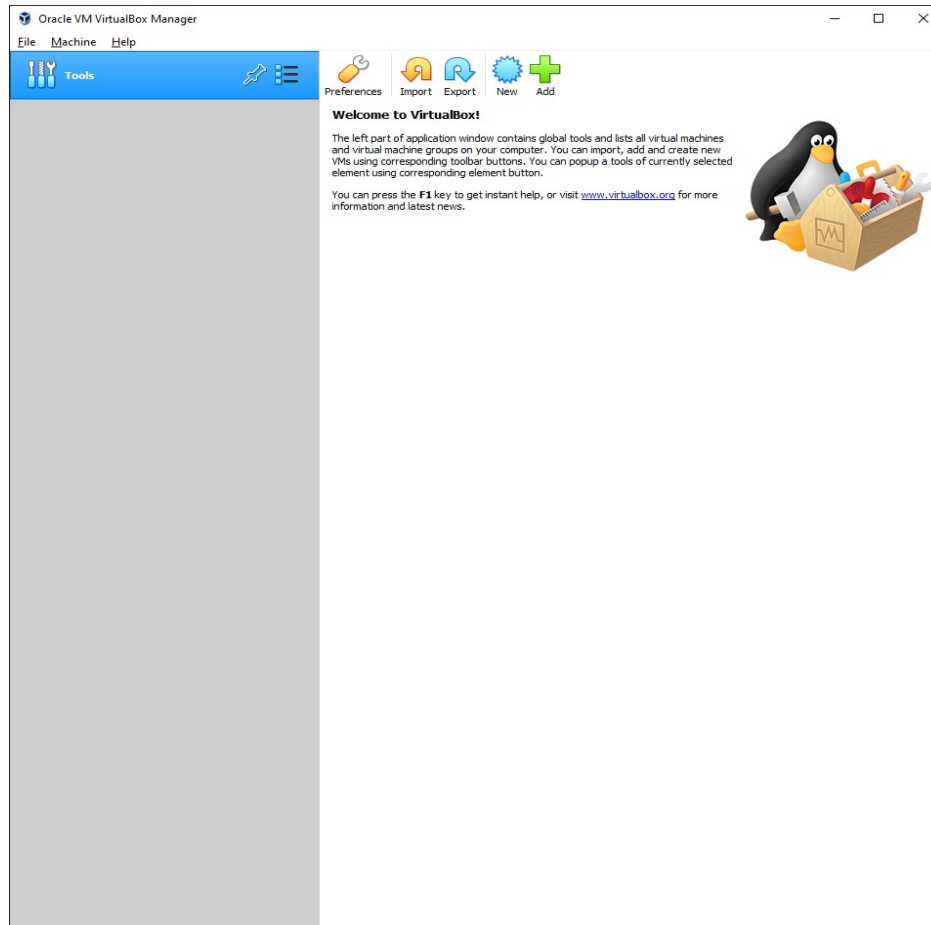 Oracle VM VirtualBox Manager
File Machine Help
Tools
Preferences Import Export New Add
Welcome to VirtualBox!
The left part of application window contains global tools and lists all virtual machines
and virtual machine groups on your computer. You can import, add and create new
VMs using corresponding toolbar buttons. You can popup a tools of currently selected
element using corresponding element button.
You can press the F1 key to get instant help, or visit www.virtualbox.org for more
information and latest news.